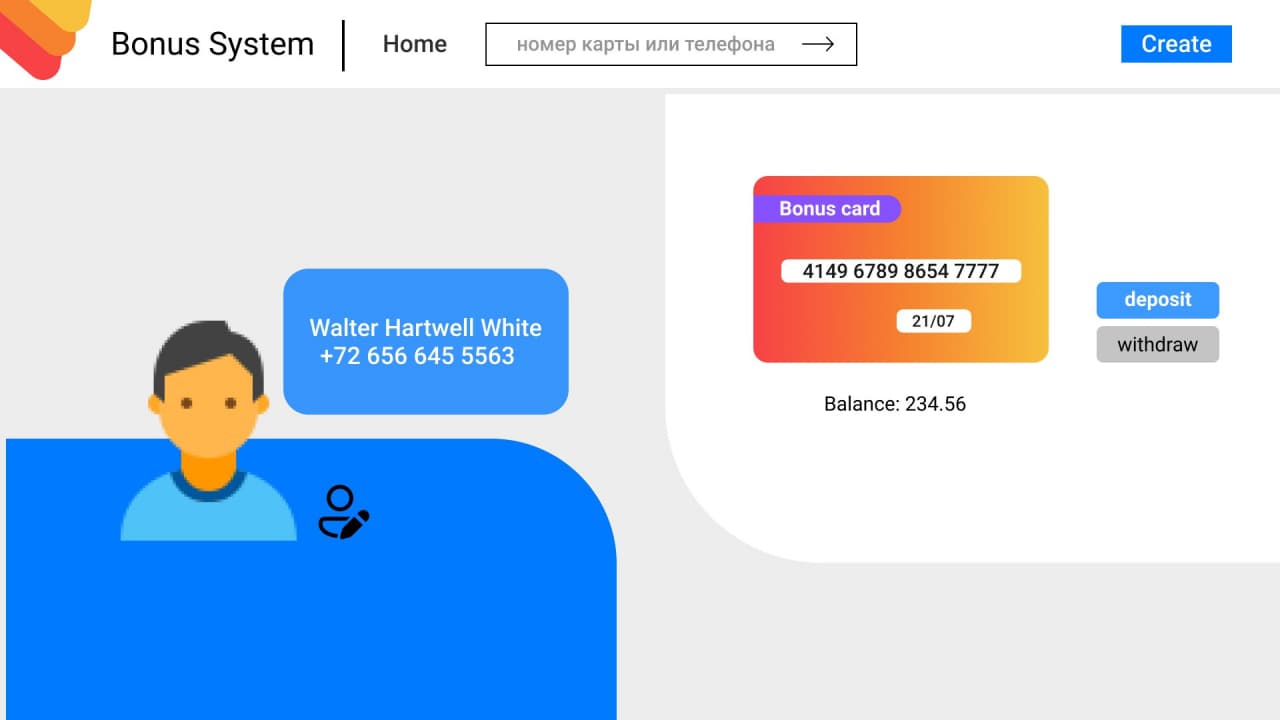 Bonus System
Home
номер карты или телефона
Create
Bonus card
4149 6789 8654 7777
21/07
deposit
withdraw
Balance: 234.56
Walter Hartwell White
+72 656 645 5563